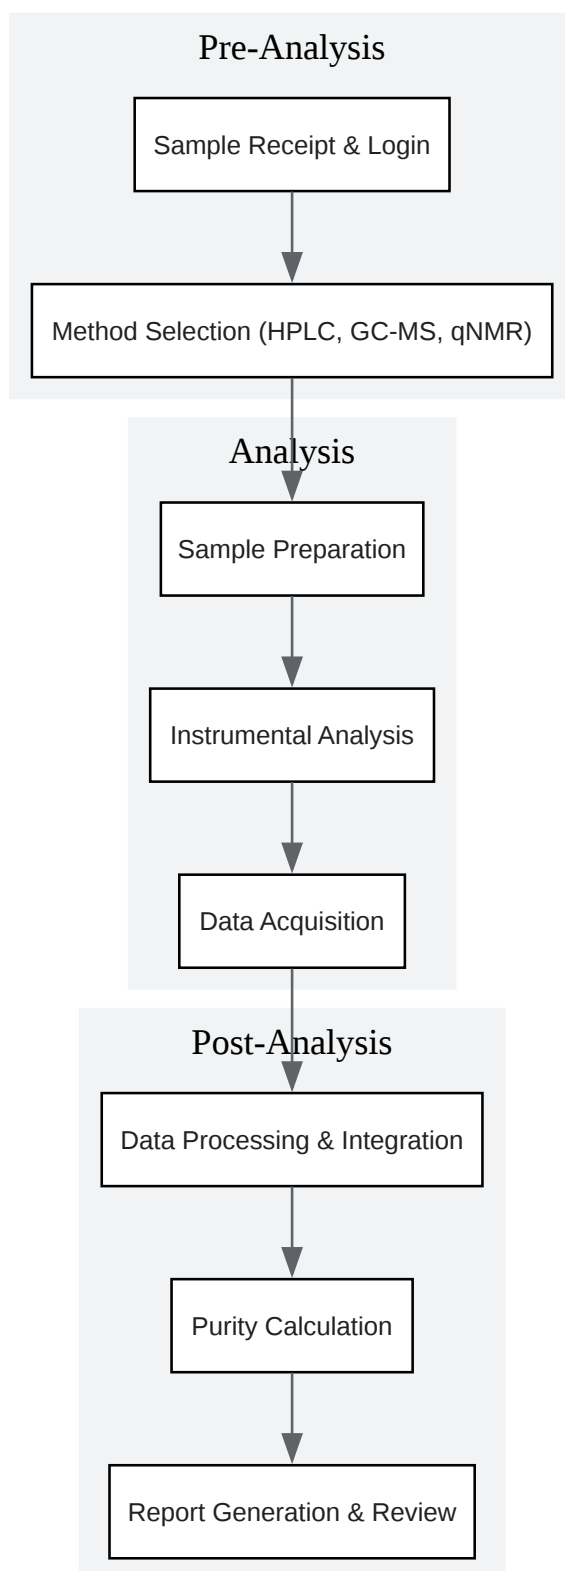 Pre-Analysis
Sample Receipt & Login
Method Selection (HPLC, GC-MS, qNMR)
Analysis
Sample Preparation
Instrumental Analysis
Data Acquisition
Post-Analysis
Data Processing & Integration
Purity Calculation
Report Generation & Review